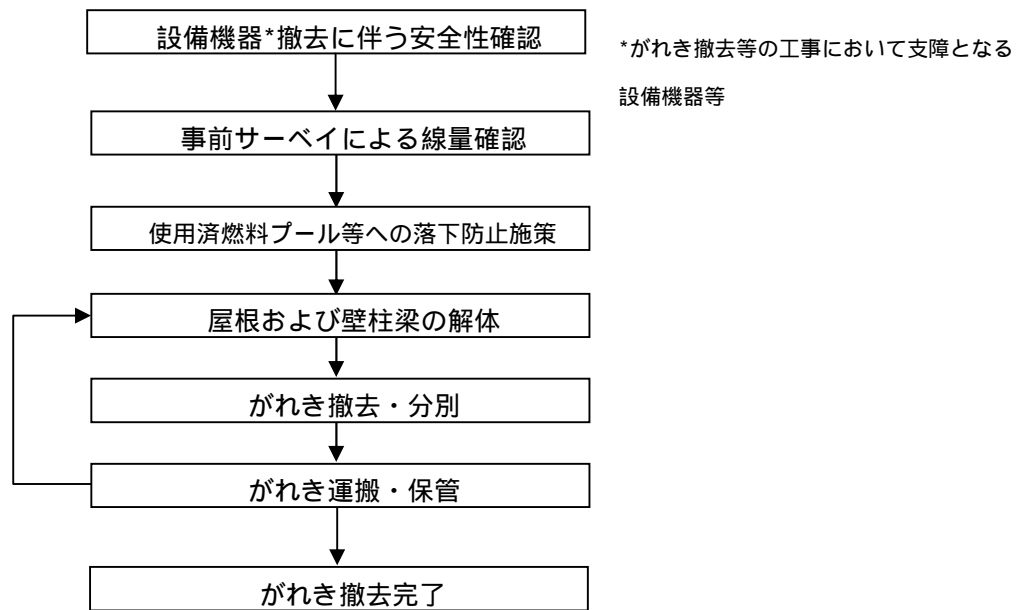 設備機器*撤去に伴う安全性確認
*がれき撤去等の工事において支障となる
設備機器等
事前サーベイによる線量確認
使用済燃料プール等への落下防止施策
屋根および壁柱梁の解体
がれき撤去・分別
がれき運搬・保管
がれき撤去完了